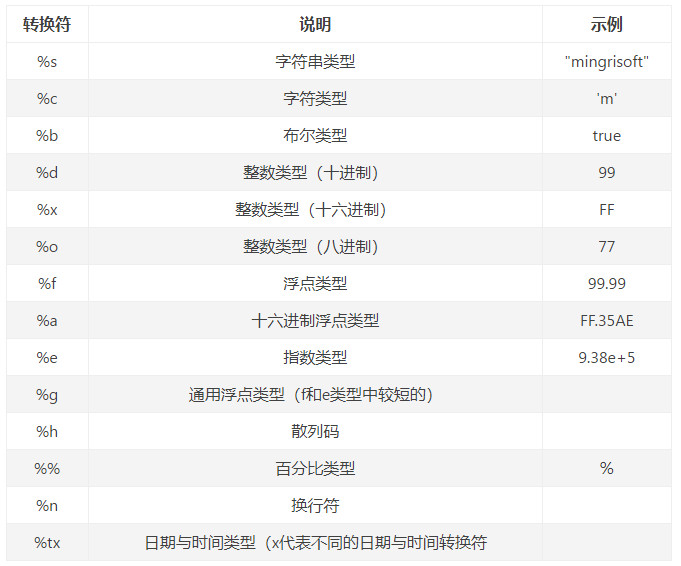 转换符 说明 示例
%s 字符串类型 "mingrisoft"
%c 字符类型 'm'
%b 布尔类型 true
%d 整数类型（十进制） 99
%x 整数类型（十六进制） FF
%o 整数类型（八进制） 77
%f 浮点类型 99.99
%a 十六进制浮点类型 FF.35AE
%e 指数类型 9.38e+5
%g 通用浮点类型（f和e类型中较短的）
%h 散列码
%% 百分比类型 %
%n 换行符
%tx 日期与时间类型（x代表不同的日期与时间转换符